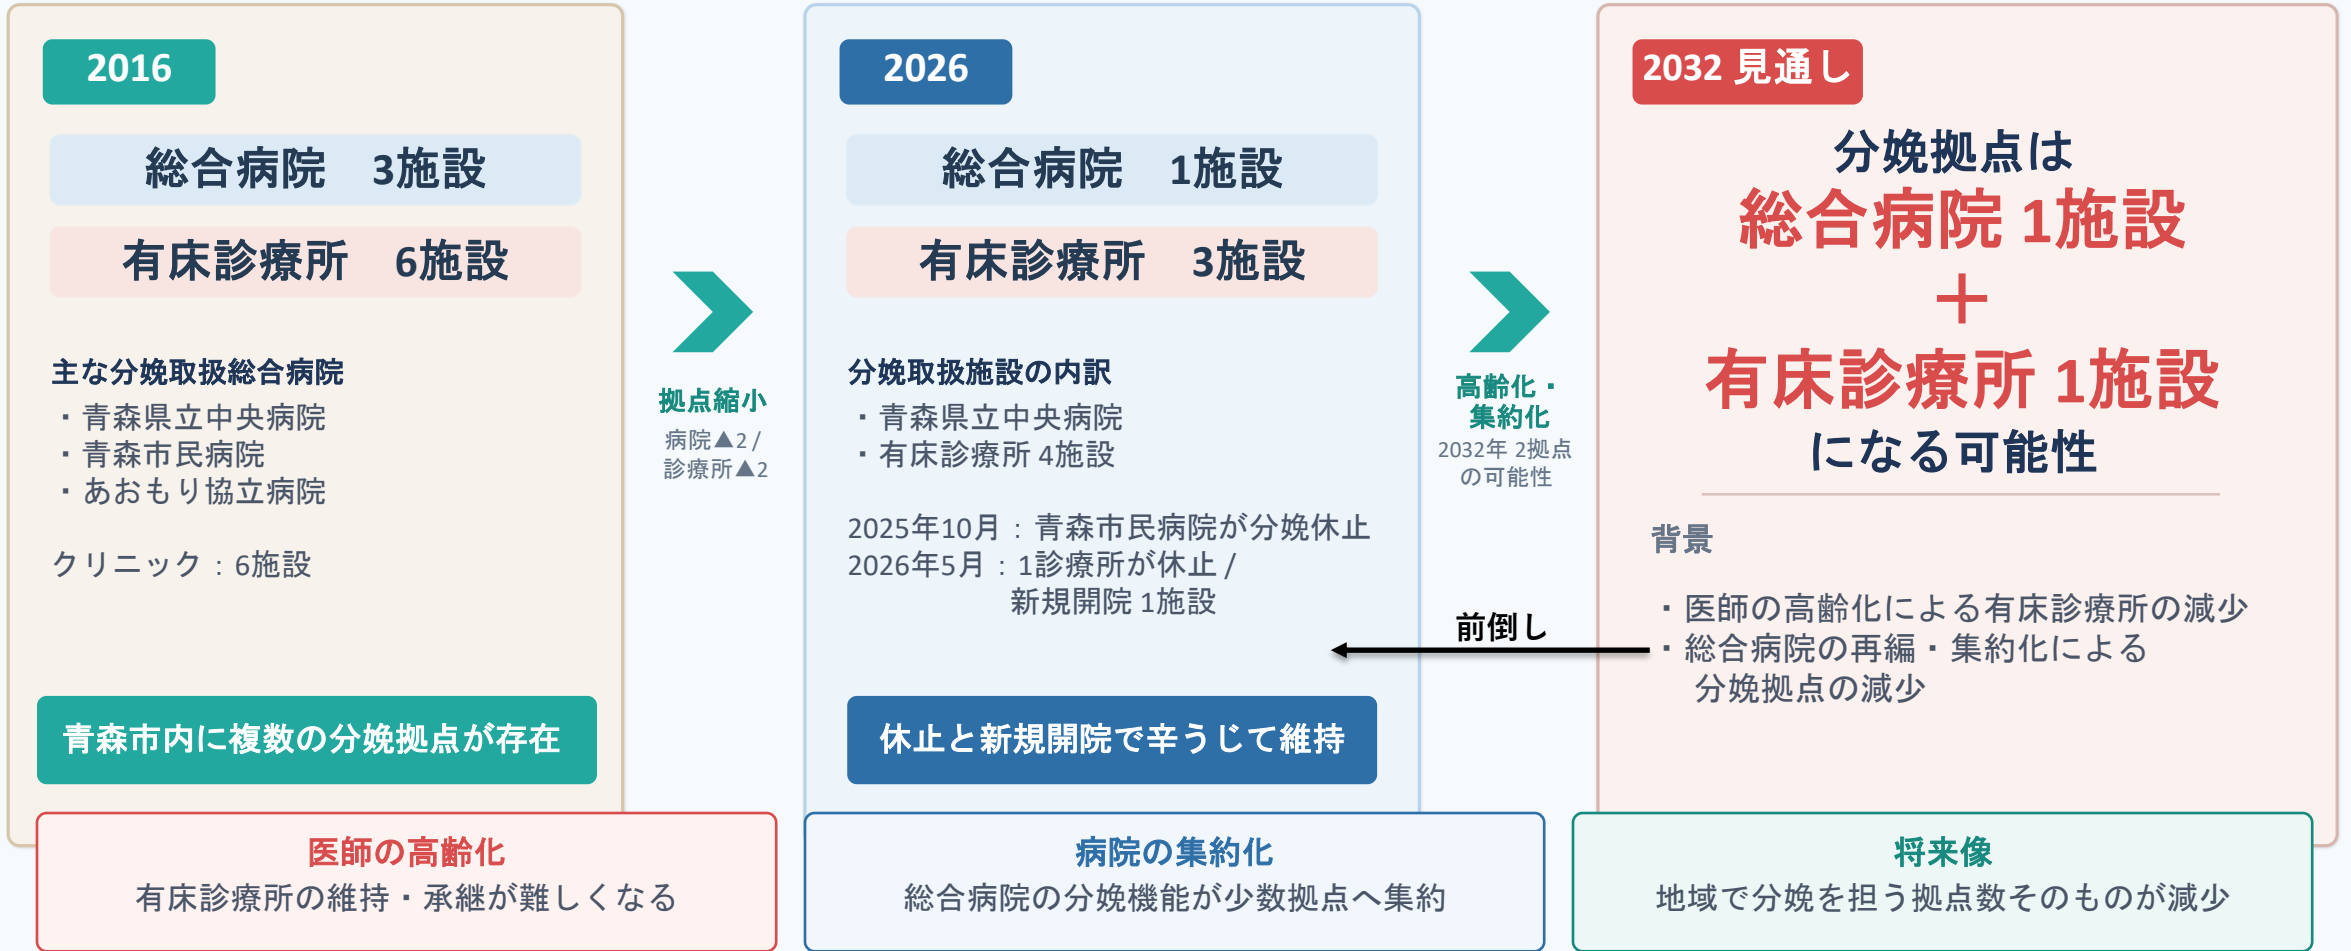 2016
総合病院　3施設
有床診療所　6施設
主な分娩取扱総合病院
・青森県立中央病院
・青森市民病院
・あおもり協立病院
クリニック：6施設
青森市内に複数の分娩拠点が存在
拠点縮小
病院▲2 /
診療所▲2
2026
総合病院　1施設
有床診療所　3施設
分娩取扱施設の内訳
・青森県立中央病院
・有床診療所 4施設
2025年10月：青森市民病院が分娩休止
2026年5月：1診療所が休止 /
新規開院 1施設
休止と新規開院で辛うじて維持
高齢化・
集約化
2032年 2拠点
の可能性
前倒し
2032 見通し
分娩拠点は
総合病院 1施設
＋
有床診療所 1施設
になる可能性
背景
・医師の高齢化による有床診療所の減少
・総合病院の再編・集約化による
分娩拠点の減少
医師の高齢化
有床診療所の維持・承継が難しくなる
病院の集約化
総合病院の分娩機能が少数拠点へ集約
将来像
地域で分娩を担う拠点数そのものが減少